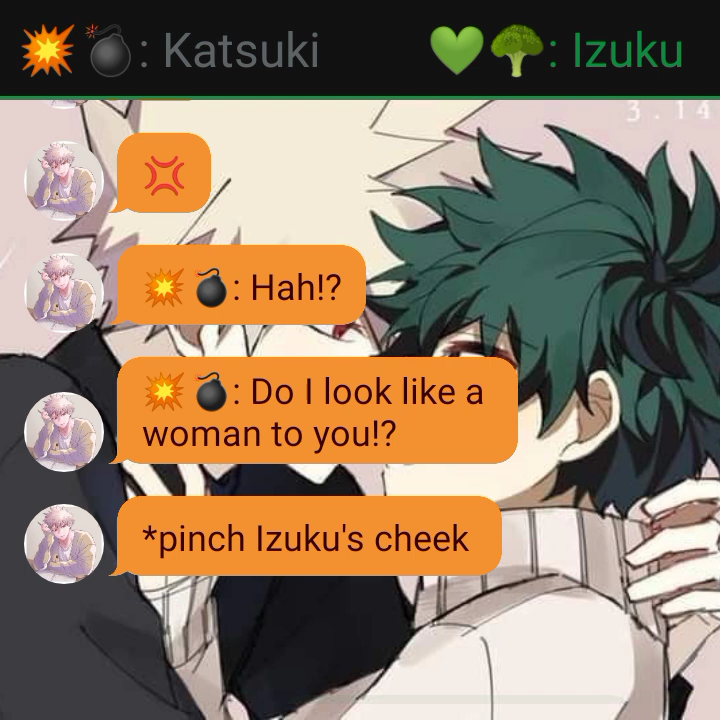 💥💣: Katsuki
💚🥦: Izuku
3.14
💢
💥💣: Hah!?
💥💣: Do I look like a
woman to you!?
*pinch Izuku's cheek